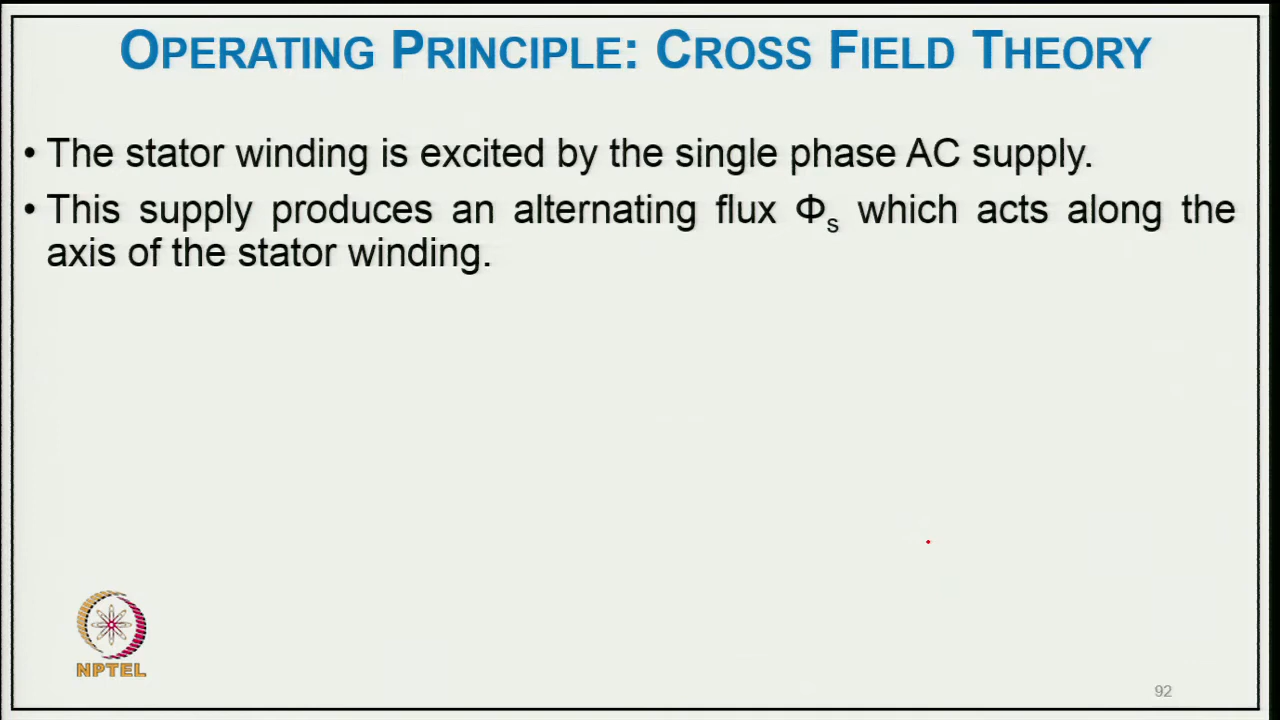 OPERATING PRINCIPLE: CROSS FIELD THEORY
• The stator winding is excited by the single phase AC supply.
• This supply produces an alternating flux Φs which acts along the
axis of the stator winding.
NPTEL
92